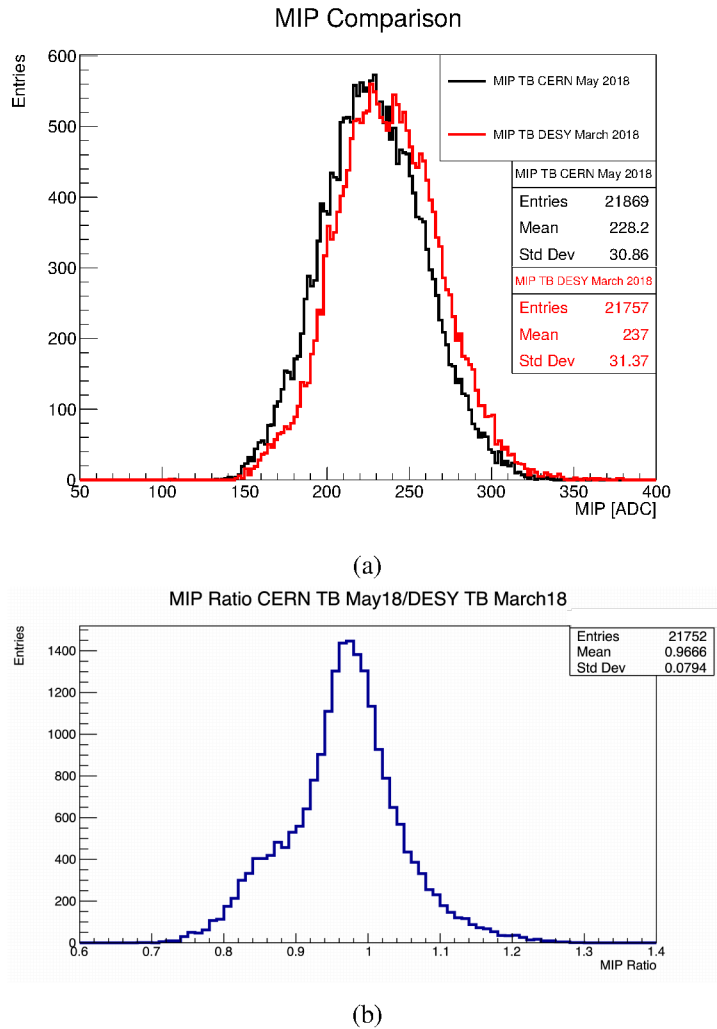 MIP Comparison
Entries
600
500
400
300
200
100
0
50 100 150 200 250 300 350 400
MIP [ADC]
MIP TB CERN May 2018
MIP TB DESY March 2018
MIP TB CERN May 2018
Entries 21869
Mean 228.2
Std Dev 30.86
MIP TB DESY March 2018
Entries 21757
Mean 237
Std Dev 31.37
(a)
MIP Ratio CERN TB May18/DESY TB March18
Entries
1400
1200
1000
800
600
400
200
0
0.6 0.7 0.8 0.9 1 1.1 1.2 1.3 1.4
MIP Ratio
Entries 21752
Mean 0.9666
Std Dev 0.0794
(b)